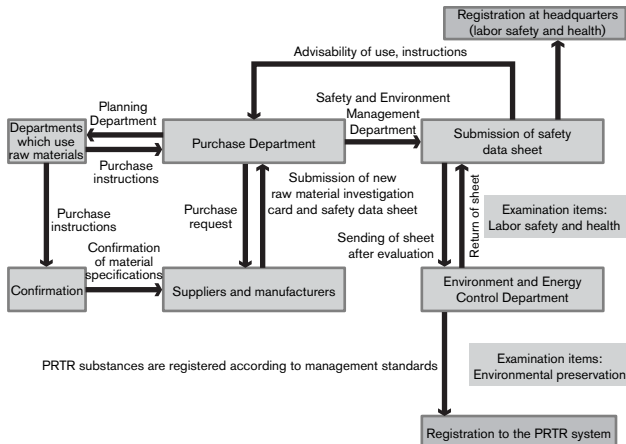 Registration at headquarters
(labor safety and health)
Advisability of use, instructions
Planning
Department
Safety and Environment
Management
Department
Departments
which use
raw materials
Purchase Department
Submission of safety
data sheet
Purchase
instructions
Submission of new
raw material investigation
card and safety data sheet
Purchase
instructions
Purchase
request
Return of sheet
Examination items:
Labor safety and health
Confirmation
of material
specifications
Sending of sheet
after evaluation
Confirmation
Suppliers and manufacturers
Environment and Energy
Control Department
PRTR substances are registered according to management standards
Examination items:
Environmental preservation
Registration to the PRTR system